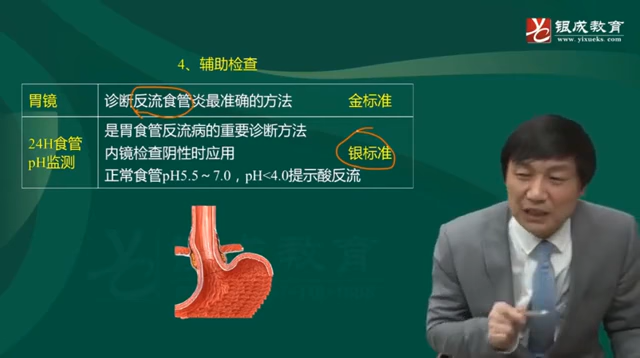 银成教育
www.yixueks.com
4、辅助检查
胃镜
诊断反流食管炎最准确的方法
金标准
24H食管
pH监测
是胃食管反流病的重要诊断方法
内镜检查阴性时应用
银标准
正常食管pH5.5～7.0，pH<4.0提示酸反流
银成教育